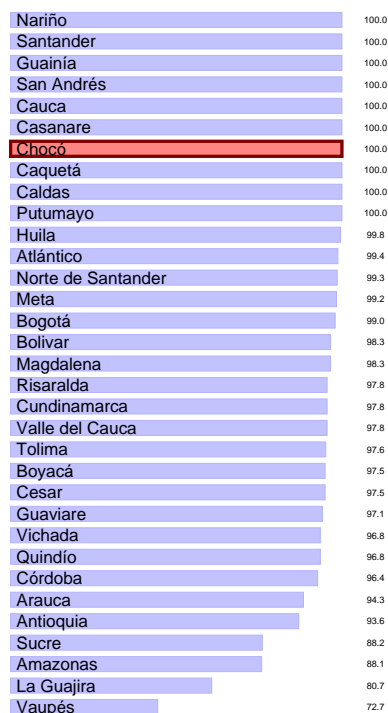 Nariño 100.0
Santander 100.0
Guainía 100.0
San Andrés 100.0
Cauca 100.0
Casanare 100.0
Chocó 100.0
Caquetá 100.0
Caldas 100.0
Putumayo 100.0
Huila 99.8
Atlántico 99.4
Norte de Santander 99.3
Meta 99.2
Bogotá 99.0
Bolivar 98.3
Magdalena 98.3
Risaralda 97.8
Cundinamarca 97.8
Valle del Cauca 97.8
Tolima 97.6
Boyacá 97.5
Cesar 97.5
Guaviare 97.1
Vichada 96.8
Quindío 96.8
Córdoba 96.4
Arauca 94.3
Antioquia 93.6
Sucre 88.2
Amazonas 88.1
La Guajira 80.7
Vaupés 72.7